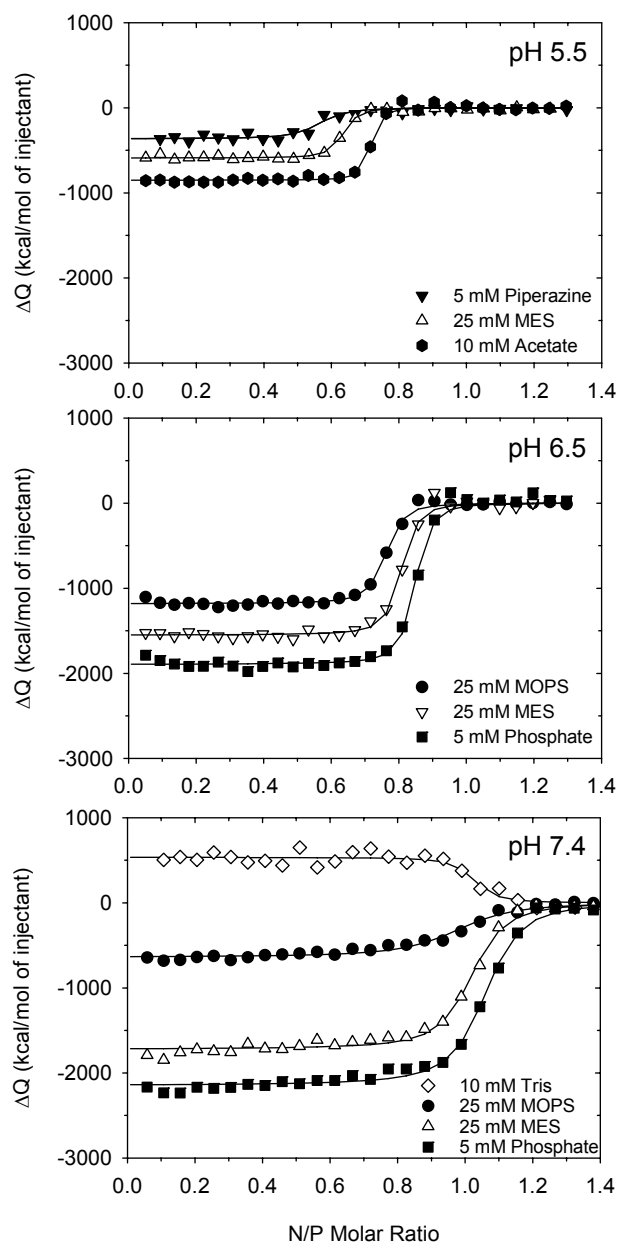 1000
pH 5.5
0
-1000
-2000
-3000
ΔQ (kcal/mol of injectant)
5 mM Piperazine
25 mM MES
10 mM Acetate
0.0 0.2 0.4 0.6 0.8 1.0 1.2 1.4
1000
pH 6.5
0
-1000
-2000
-3000
ΔQ (kcal/mol of injectant)
25 mM MOPS
25 mM MES
5 mM Phosphate
0.0 0.2 0.4 0.6 0.8 1.0 1.2 1.4
1000
pH 7.4
0
-1000
-2000
-3000
ΔQ (kcal/mol of injectant)
10 mM Tris
25 mM MOPS
25 mM MES
5 mM Phosphate
0.0 0.2 0.4 0.6 0.8 1.0 1.2 1.4
N/P Molar Ratio